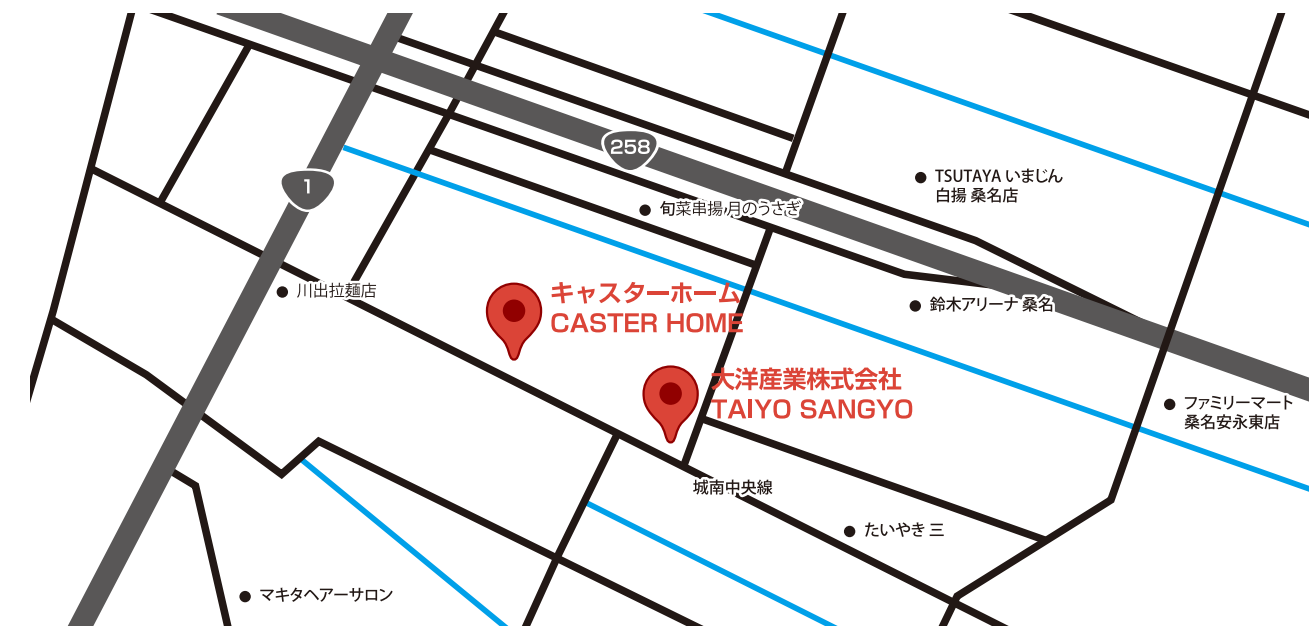 258
1
TSUTAYA いまじん
白揚 桑名店
旬菜串揚 月のうさぎ
川出拉麺店
キャスターホーム
CASTER HOME
鈴木アリーナ 桑名
大洋産業株式会社
TAIYO SANGYO
ファミリーマート
桑名安永東店
城南中央線
たいやき 三
マキタヘアーサロン